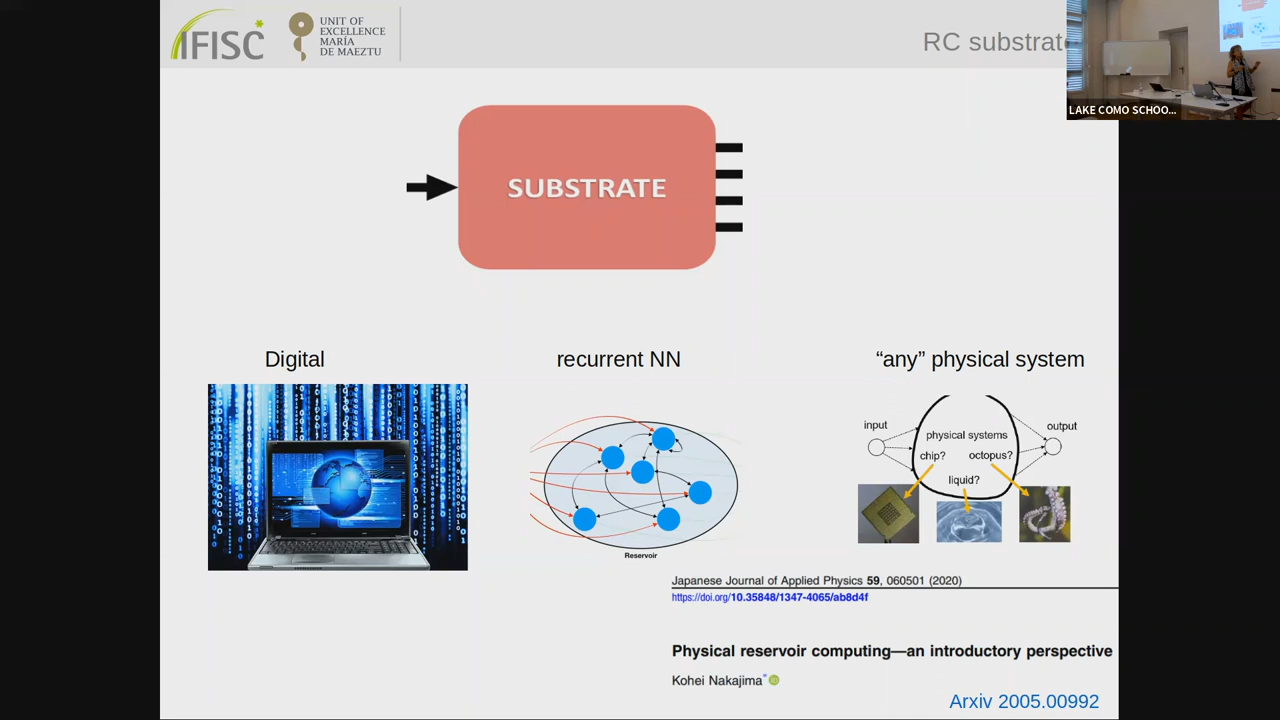 IFISC
UNIT OF
EXCELLENCE
MARÍA
DE MAEZTU
RC substrat
LAKE COMO SCHOO...
SUBSTRATE
Digital
recurrent NN
“any” physical system
Reservoir
input
output
physical systems
chip?
octopus?
liquid?
Japanese Journal of Applied Physics 59, 060501 (2020)
https://doi.org/10.35848/1347-4065/ab8d4f
Physical reservoir computing—an introductory perspective
Kohei Nakajima*
Arxiv 2005.00992